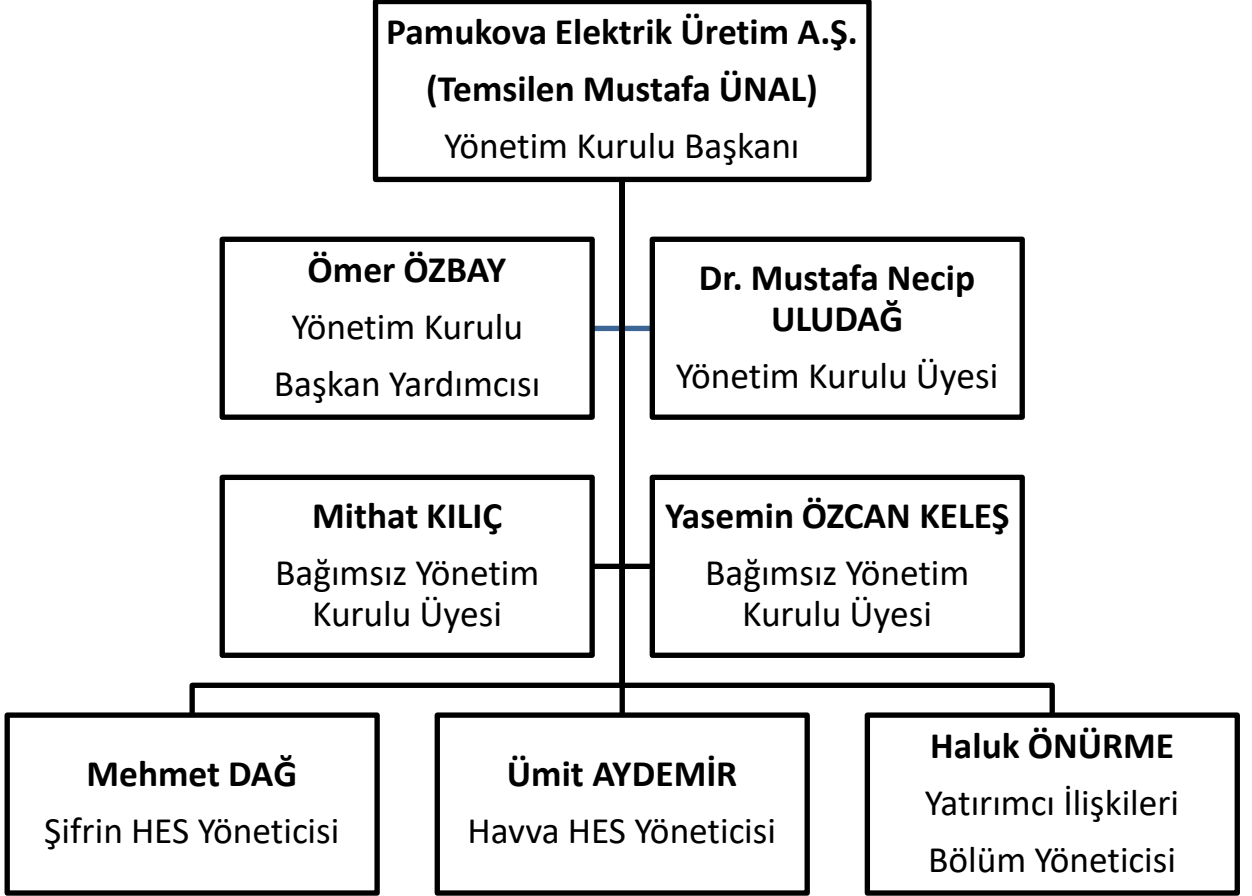 Pamukova Elektrik Üretim A.Ş.
(Temsilen Mustafa ÜNAL)
Yönetim Kurulu Başkanı
Ömer ÖZBAY
Yönetim Kurulu
Başkan Yardımcısı
Dr. Mustafa Necip
ULUDAĞ
Yönetim Kurulu Üyesi
Mithat KILIÇ
Bağımsız Yönetim
Kurulu Üyesi
Yasemin ÖZCAN KELEŞ
Bağımsız Yönetim
Kurulu Üyesi
Mehmet DAĞ
Şifrin HES Yöneticisi
Ümit AYDEMİR
Havva HES Yöneticisi
Haluk ÖNÜRME
Yatırımcı İlişkileri
Bölüm Yöneticisi